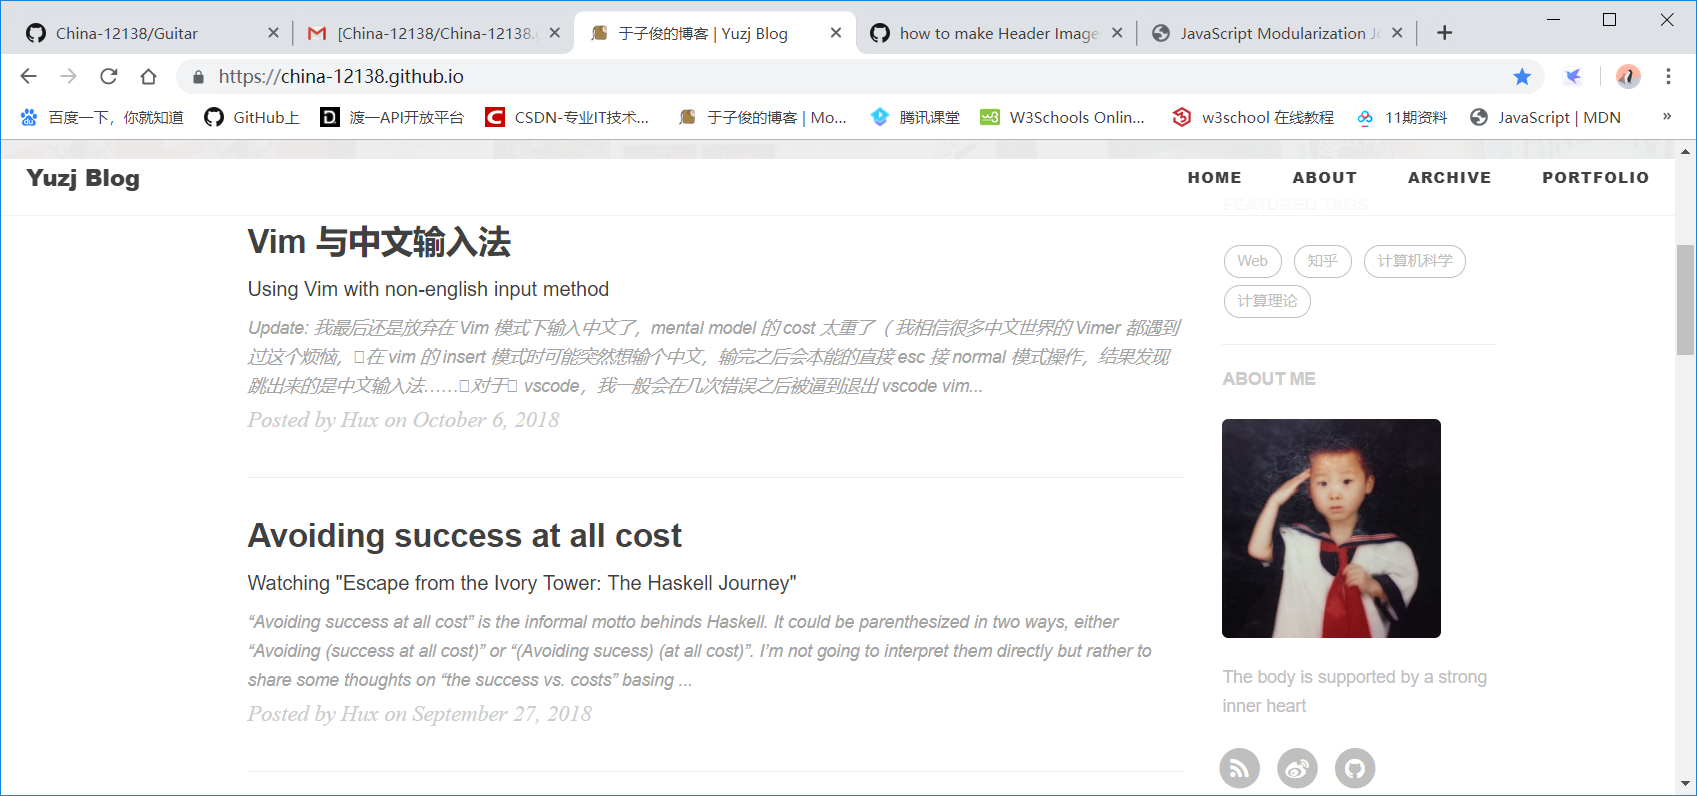 China-12138/Guitar
[China-12138/China-12138.g
于子俊的博客 | Yuzj Blog
how to make Header Image
JavaScript Modularization Jo
https://china-12138.github.io
百度一下，你就知道
GitHub上
渡一API开放平台
CSDN-专业IT技术...
于子俊的博客 | Mo...
腾讯课堂
W3Schools Onlin...
w3school 在线教程
11期资料
JavaScript | MDN
»
Yuzj Blog
HOME
ABOUT
ARCHIVE
PORTFOLIO
Vim 与中文输入法
Using Vim with non-english input method
Update: 我最后还是放弃在 Vim 模式下输入中文了，mental model 的 cost 太重了（ 我相信很多中文世界的 Vimer 都遇到
过这个烦恼，▯在 vim 的 insert 模式时可能突然想输个中文，输完之后会本能的直接 esc 接 normal 模式操作，结果发现
跳出来的是中文输入法……▯对于▯ vscode，我一般会在几次错误之后被逼到退出 vscode vim...
Posted by Hux on October 6, 2018
Avoiding success at all cost
Watching "Escape from the Ivory Tower: The Haskell Journey"
“Avoiding success at all cost” is the informal motto behinds Haskell. It could be parenthesized in two ways, either
“Avoiding (success at all cost)” or “(Avoiding sucess) (at all cost)”. I’m not going to interpret them directly but rather to
share some thoughts on “the success vs. costs” basing ...
Posted by Hux on September 27, 2018
FEATURED TAGS
Web
知乎
计算机科学
计算理论
ABOUT ME
The body is supported by a strong
inner heart